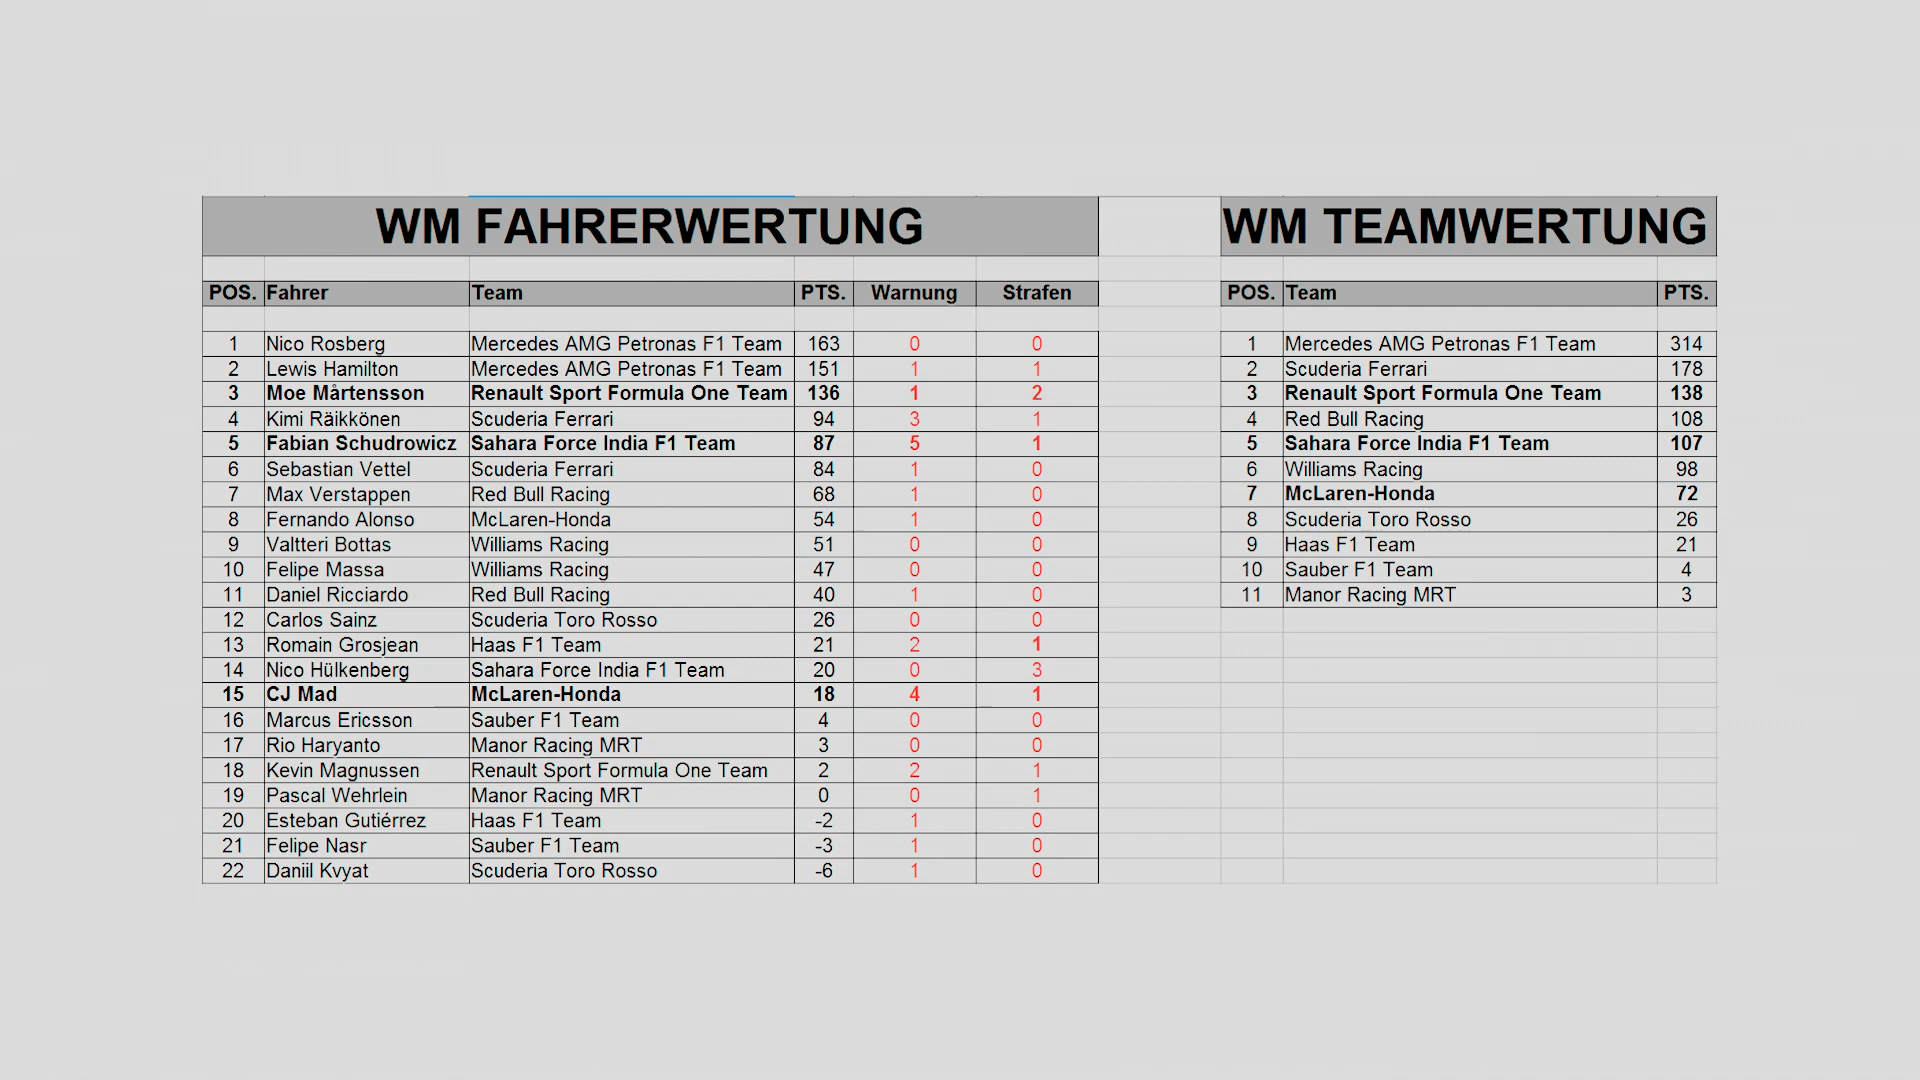 WM FAHRERWERTUNG
POS. Fahrer Team PTS. Warnung Strafen
1 Nico Rosberg Mercedes AMG Petronas F1 Team 163 0 0
2 Lewis Hamilton Mercedes AMG Petronas F1 Team 151 1 1
3 Moe Mårtensson Renault Sport Formula One Team 136 1 2
4 Kimi Räikkönen Scuderia Ferrari 94 3 1
5 Fabian Schudrowicz Sahara Force India F1 Team 87 5 1
6 Sebastian Vettel Scuderia Ferrari 84 1 0
7 Max Verstappen Red Bull Racing 68 1 0
8 Fernando Alonso McLaren-Honda 54 1 0
9 Valtteri Bottas Williams Racing 51 0 0
10 Felipe Massa Williams Racing 47 0 0
11 Daniel Ricciardo Red Bull Racing 40 1 0
12 Carlos Sainz Scuderia Toro Rosso 26 0 0
13 Romain Grosjean Haas F1 Team 21 2 1
14 Nico Hülkenberg Sahara Force India F1 Team 20 0 3
15 CJ Mad McLaren-Honda 18 4 1
16 Marcus Ericsson Sauber F1 Team 4 0 0
17 Rio Haryanto Manor Racing MRT 3 0 0
18 Kevin Magnussen Renault Sport Formula One Team 2 2 1
19 Pascal Wehrlein Manor Racing MRT 0 0 1
20 Esteban Gutiérrez Haas F1 Team -2 1 0
21 Felipe Nasr Sauber F1 Team -3 1 0
22 Daniil Kvyat Scuderia Toro Rosso -6 1 0
WM TEAMWERTUNG
POS. Team PTS.
1 Mercedes AMG Petronas F1 Team 314
2 Scuderia Ferrari 178
3 Renault Sport Formula One Team 138
4 Red Bull Racing 108
5 Sahara Force India F1 Team 107
6 Williams Racing 98
7 McLaren-Honda 72
8 Scuderia Toro Rosso 26
9 Haas F1 Team 21
10 Sauber F1 Team 4
11 Manor Racing MRT 3